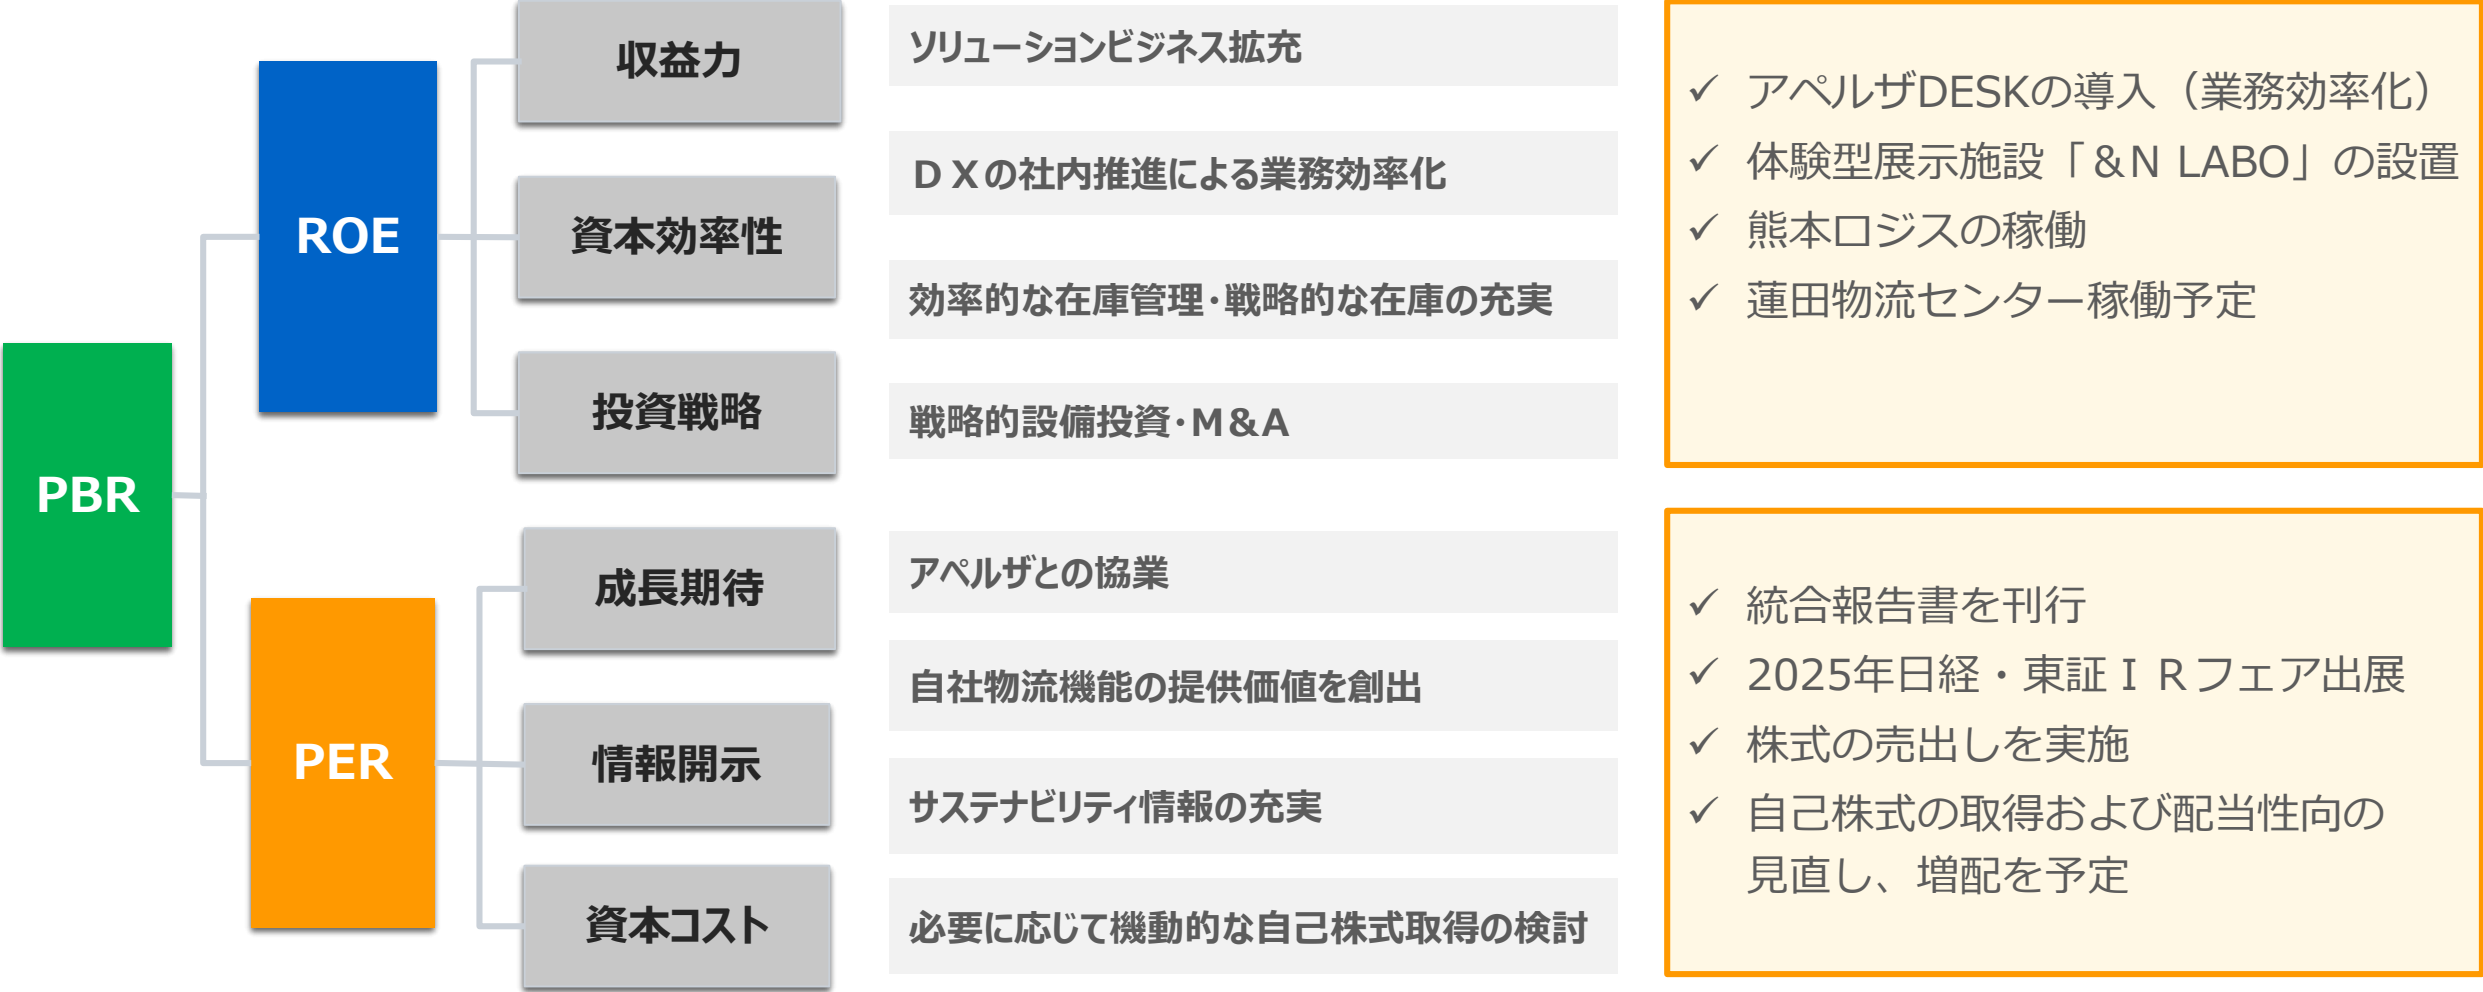 PBR
ROE
収益力
資本効率性
投資戦略
PER
成長期待
情報開示
資本コスト
ソリューションビジネス拡充
ＤＸの社内推進による業務効率化
効率的な在庫管理・戦略的な在庫の充実
戦略的設備投資・M＆A
アペルザとの協業
自社物流機能の提供価値を創出
サステナビリティ情報の充実
必要に応じて機動的な自己株式取得の検討
✓ アペルザDESKの導入（業務効率化）
✓ 体験型展示施設「＆N LABO」の設置
✓ 熊本ロジスの稼働
✓ 蓮田物流センター稼働予定
✓ 統合報告書を刊行
✓ 2025年日経・東証ＩＲフェア出展
✓ 株式の売出しを実施
✓ 自己株式の取得および配当性向の
見直し、増配を予定